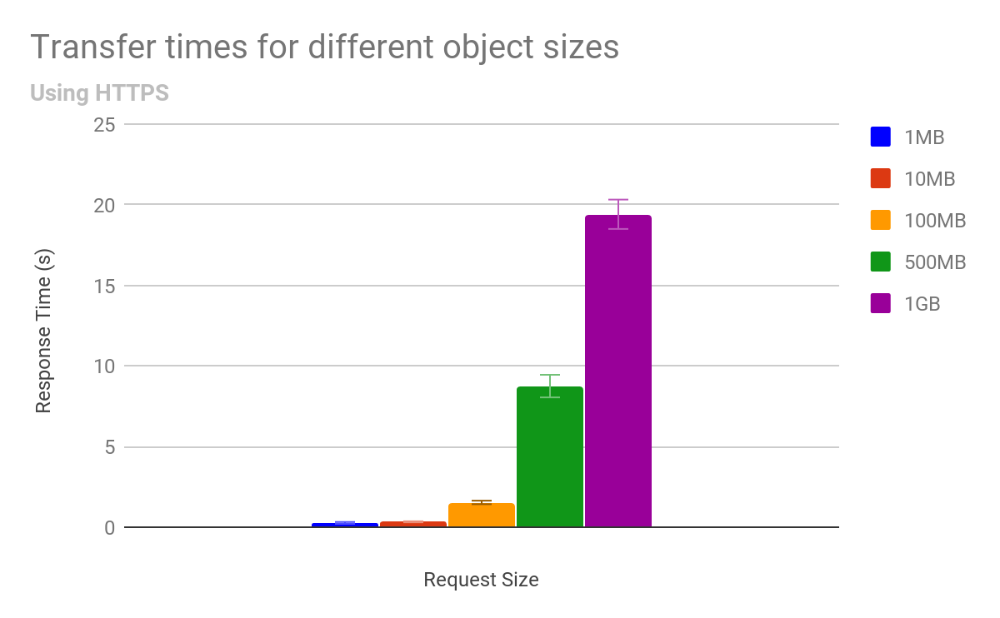 Transfer times for different object sizes
Using HTTPS
25
20
15
10
5
0
Response Time (s)
Request Size
1MB
10MB
100MB
500MB
1GB